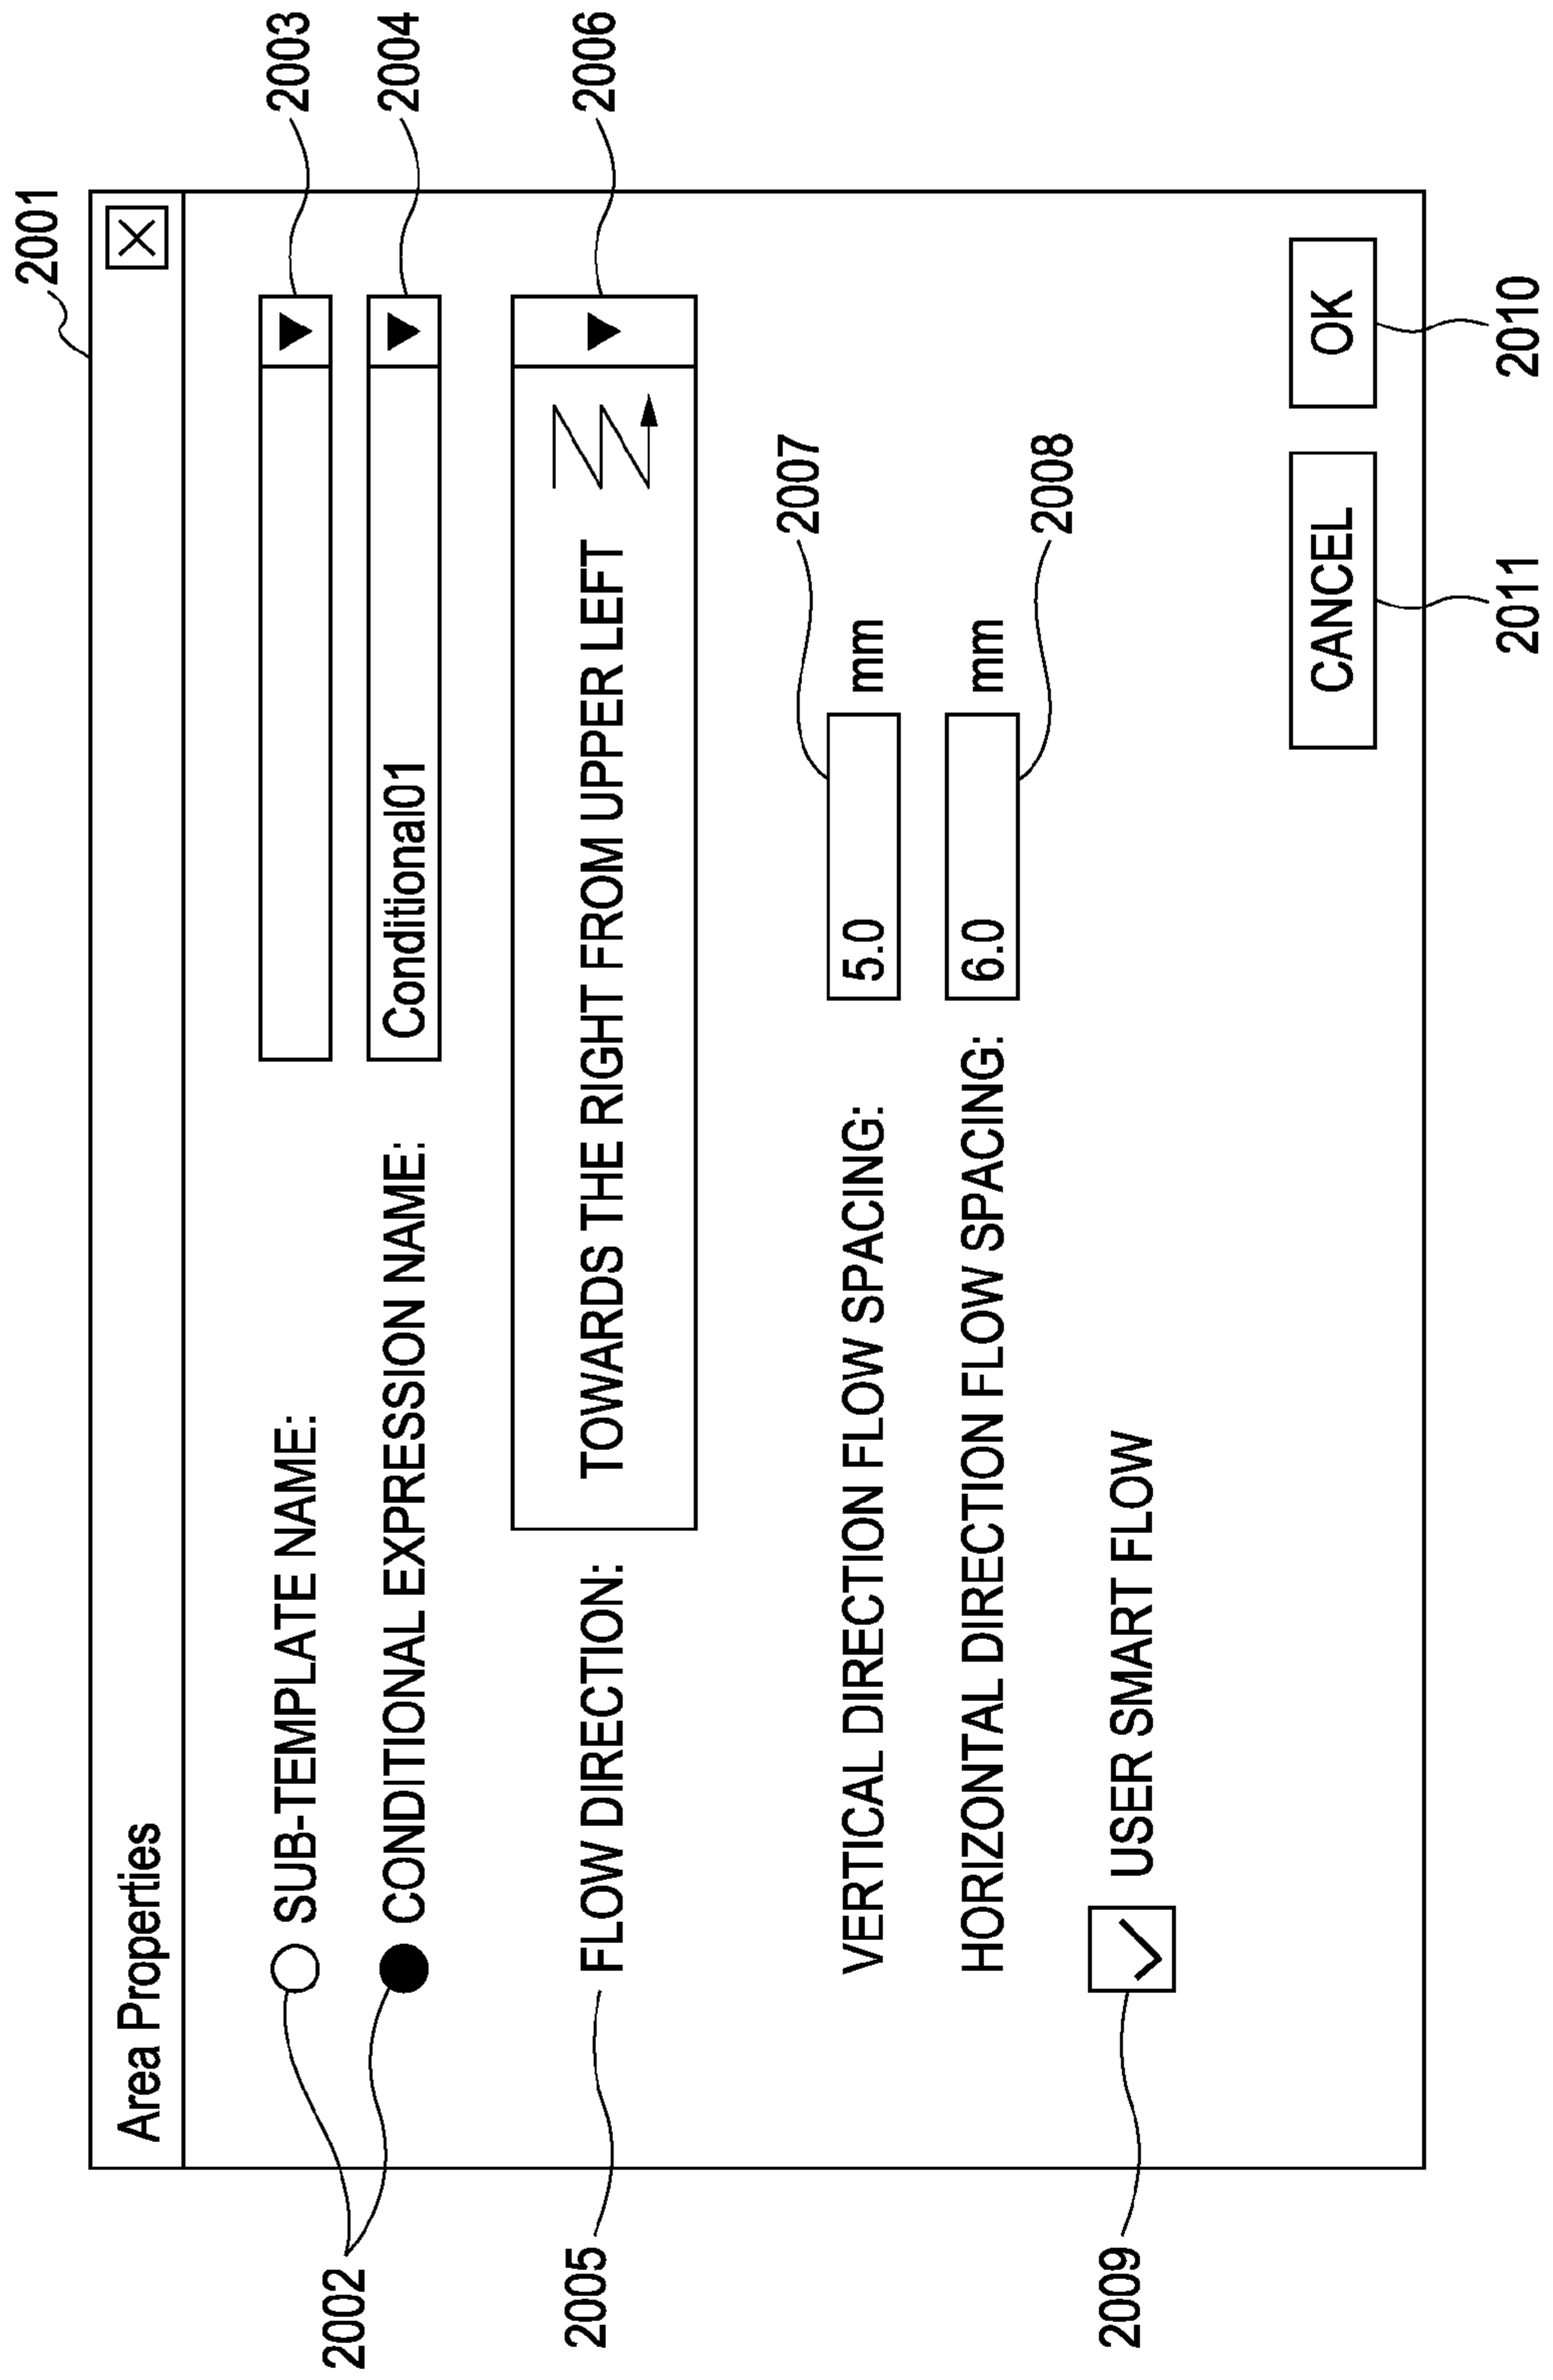 2001
Area Properties
2002
SUB-TEMPLATE NAME:
2003
CONDITIONAL EXPRESSION NAME: Conditional01
2004
2005
FLOW DIRECTION: TOWARDS THE RIGHT FROM UPPER LEFT
2006
2007
VERTICAL DIRECTION FLOW SPACING: 5.0 mm
HORIZONTAL DIRECTION FLOW SPACING: 6.0 mm
2008
2009
USER SMART FLOW
CANCEL OK
2011 2010